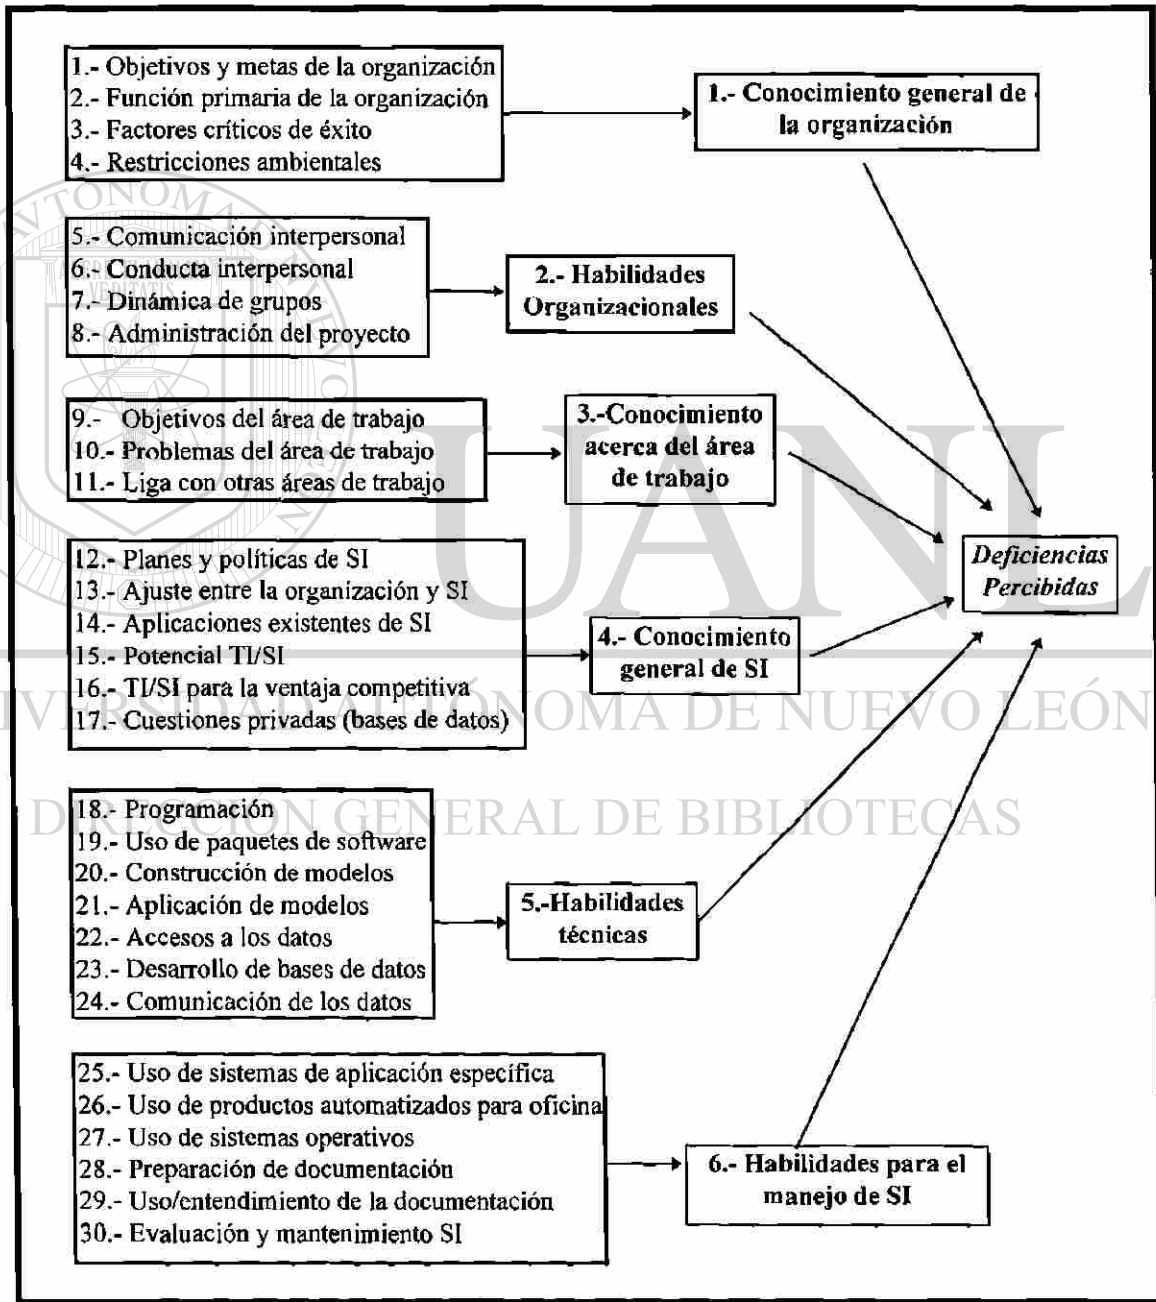 1.- Objetivos y metas de la organización
2.- Función primaria de la organización
3.- Factores críticos de éxito
4.- Restricciones ambientales
1.- Conocimiento general de
la organización
5.- Comunicación interpersonal
6.- Conducta interpersonal
7.- Dinámica de grupos
8.- Administración del proyecto
2.- Habilidades
Organizacionales
9.- Objetivos del área de trabajo
10.- Problemas del área de trabajo
11.- Liga con otras áreas de trabajo
3.-Conocimiento
acerca del área
de trabajo
12.- Planes y políticas de SI
13.- Ajuste entre la organización y SI
14.- Aplicaciones existentes de SI
15.- Potencial TI/SI
16.- TI/SI para la ventaja competitiva
17.- Cuestiones privadas (bases de datos)
4.- Conocimiento
general de SI
Deficiencias
Percibidas
18.- Programación
19.- Uso de paquetes de software
20.- Construcción de modelos
21.- Aplicación de modelos
22.- Accesos a los datos
23.- Desarrollo de bases de datos
24.- Comunicación de los datos
5.-Habilidades
técnicas
25.- Uso de sistemas de aplicación específica
26.- Uso de productos automatizados para oficina
27.- Uso de sistemas operativos
28.- Preparación de documentación
29.- Uso/entendimiento de la documentación
30.- Evaluación y mantenimiento SI
6.- Habilidades para el
manejo de SI
UANL
IVERSIDAD AUTÓNOMA DE NUEVO LEÓN
DIRECCIÓN GENERAL DE BIBLIOTECAS